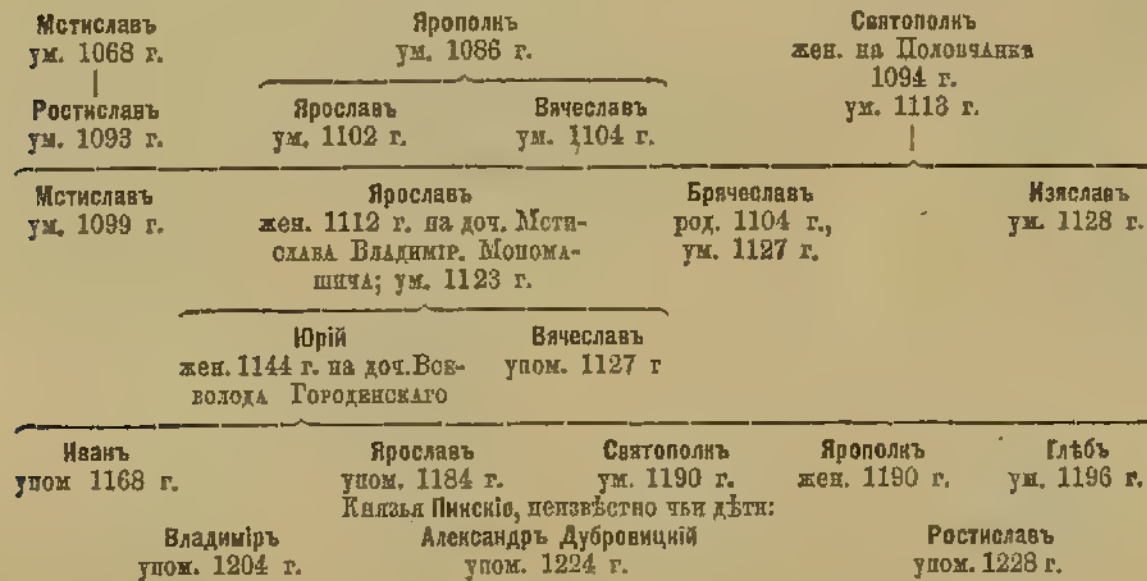 Мстиславъ Ярополкъ Святополкъ
ум. 1068 г. ум. 1086 г. жен. на Половчанкѣ
1094 г.
Ростиславъ Ярославъ Вячеславъ ум. 1113 г.
ум. 1093 г. ум. 1102 г. ум. 1104 г.
Мстиславъ Ярославъ Брячеславъ Изяславъ
ум. 1099 г. жен. 1112 г. на доч. Мсти- род. 1104 г., ум. 1128 г.
слава Владимір. Мономa- ум. 1127 г.
шича; ум. 1123 г.
Юрій Вячеславъ
жен. 1144 г. на доч. Все- упом. 1127 г
волода Городенскаго
Иванъ Ярославъ Святополкъ Ярополкъ Глѣбъ
упом 1168 г. упом. 1184 г. ум. 1190 г. жен. 1190 г. ум. 1196 г.
Князья Пинскіе, неизвѣстно чьи дѣти:
Владиміръ Александръ Дубровицкій Ростиславъ
упом. 1204 г. упом. 1224 г. упом. 1228 г.